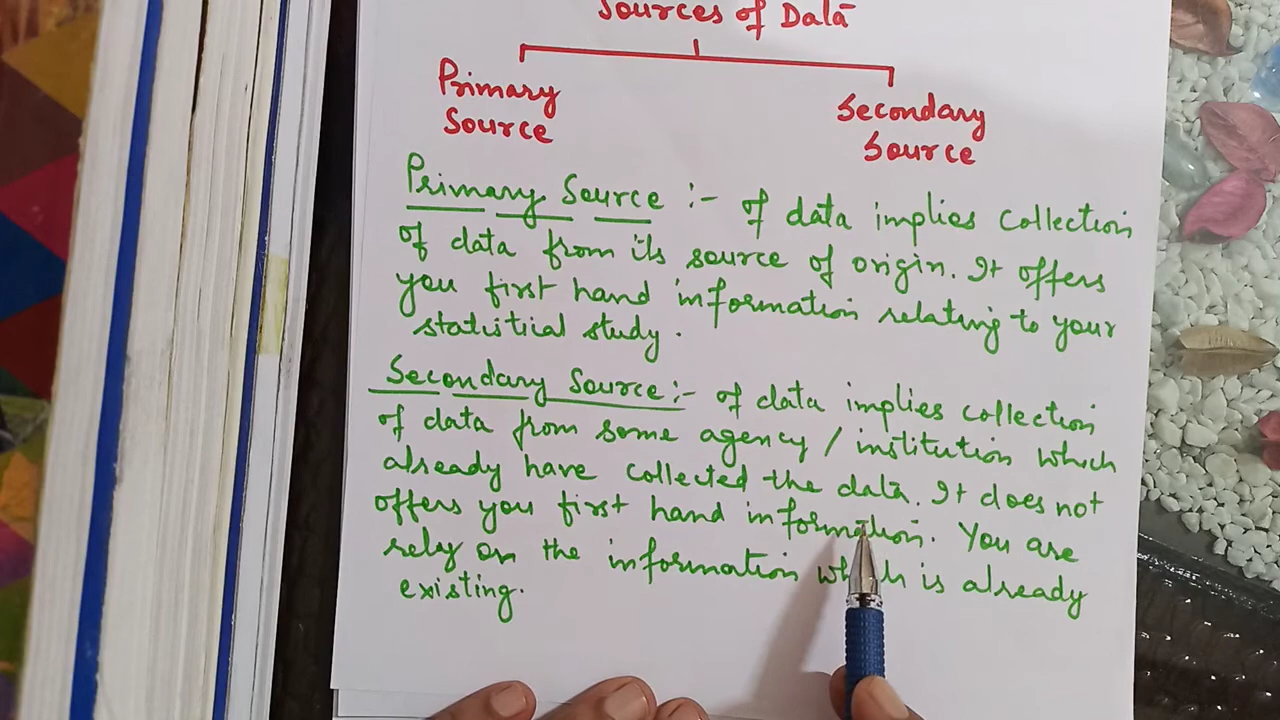 Sources of Data
Primary
Source
Secondary
Source
Primary Source :- of data implies collection
of data from its source of origin. It offers
you first hand information relating to your
statistical study.
Secondary Source :- of data implies collection
of data from some agency / institution which
already have collected the data. It does not
offers you first hand information. You are
rely on the information which is already
existing.